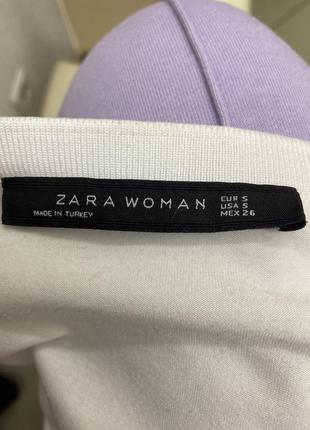 ZARA WOMAN
MADE IN TURKEY
EUR S
USA S
MEX 26